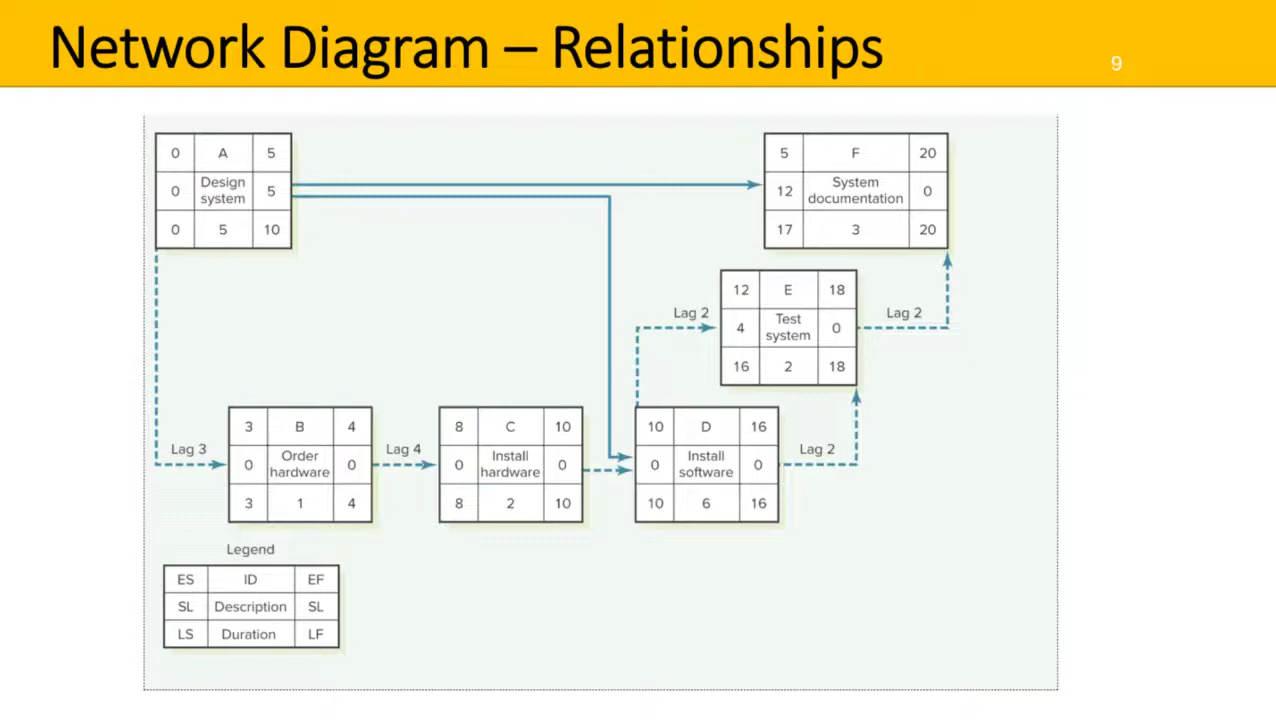 Network Diagram – Relationships
9
0 A 5
0 Design system 5
0 5 10
5 F 20
12 System documentation 0
17 3 20
12 E 18
Lag 2
4 Test system 0
Lag 2
16 2 18
3 B 4
Lag 3
0 Order hardware 0
3 1 4
Lag 4
8 C 10
0 Install hardware 0
8 2 10
10 D 16
0 Install software 0
10 6 16
Lag 2
Legend
ES ID EF
SL Description SL
LS Duration LF